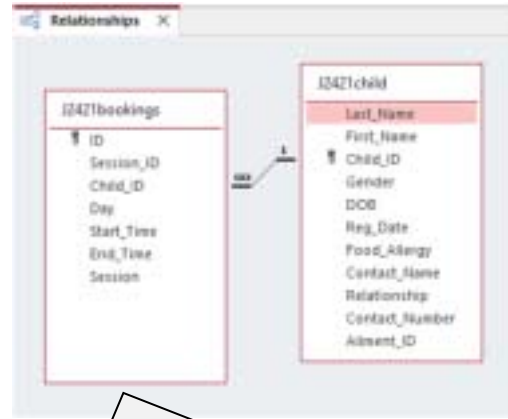 Relationships
J2421bookings
ID
Session_ID
Child_ID
Day
Start_Time
End_Time
Session
1
J2421child
Last_Name
First_Name
Child_ID
Gender
DOB
Reg_Date
Food_Allergy
Contact_Name
Relationship
Contact_Number
Ailment_ID